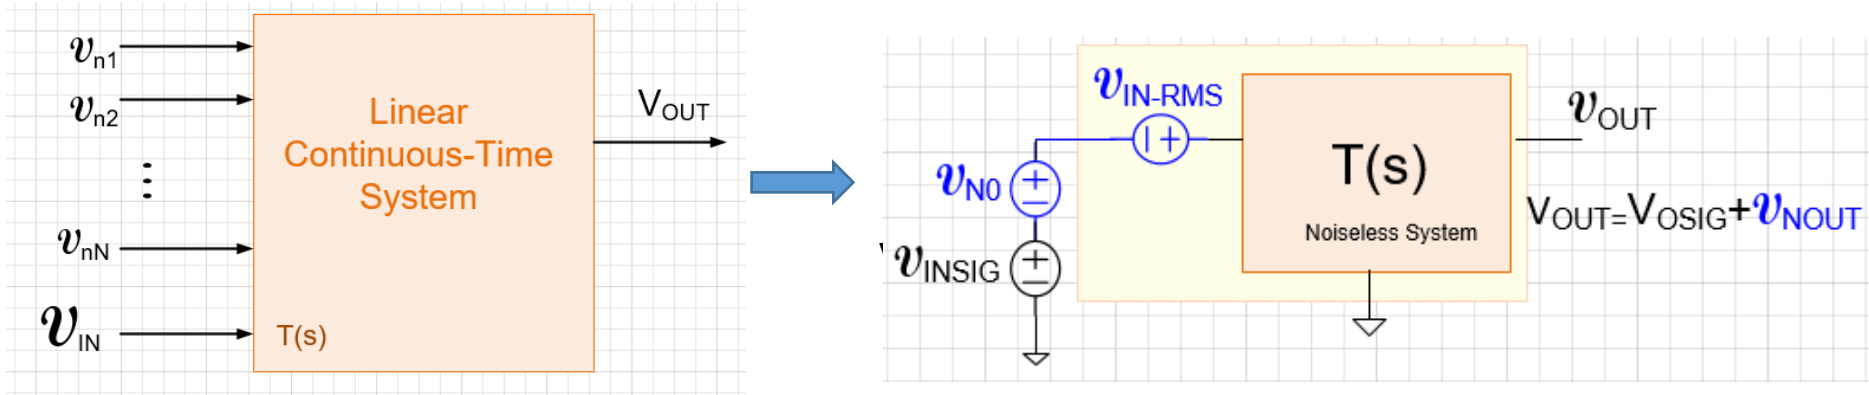 vn1
vn2
⋮
vnN
VIN
Linear
Continuous-Time
System
T(s)
VOUT
vIN-RMS
vN0
vINSIG
T(s)
Noiseless System
vOUT
VOUT=VOSIG+vNOUT